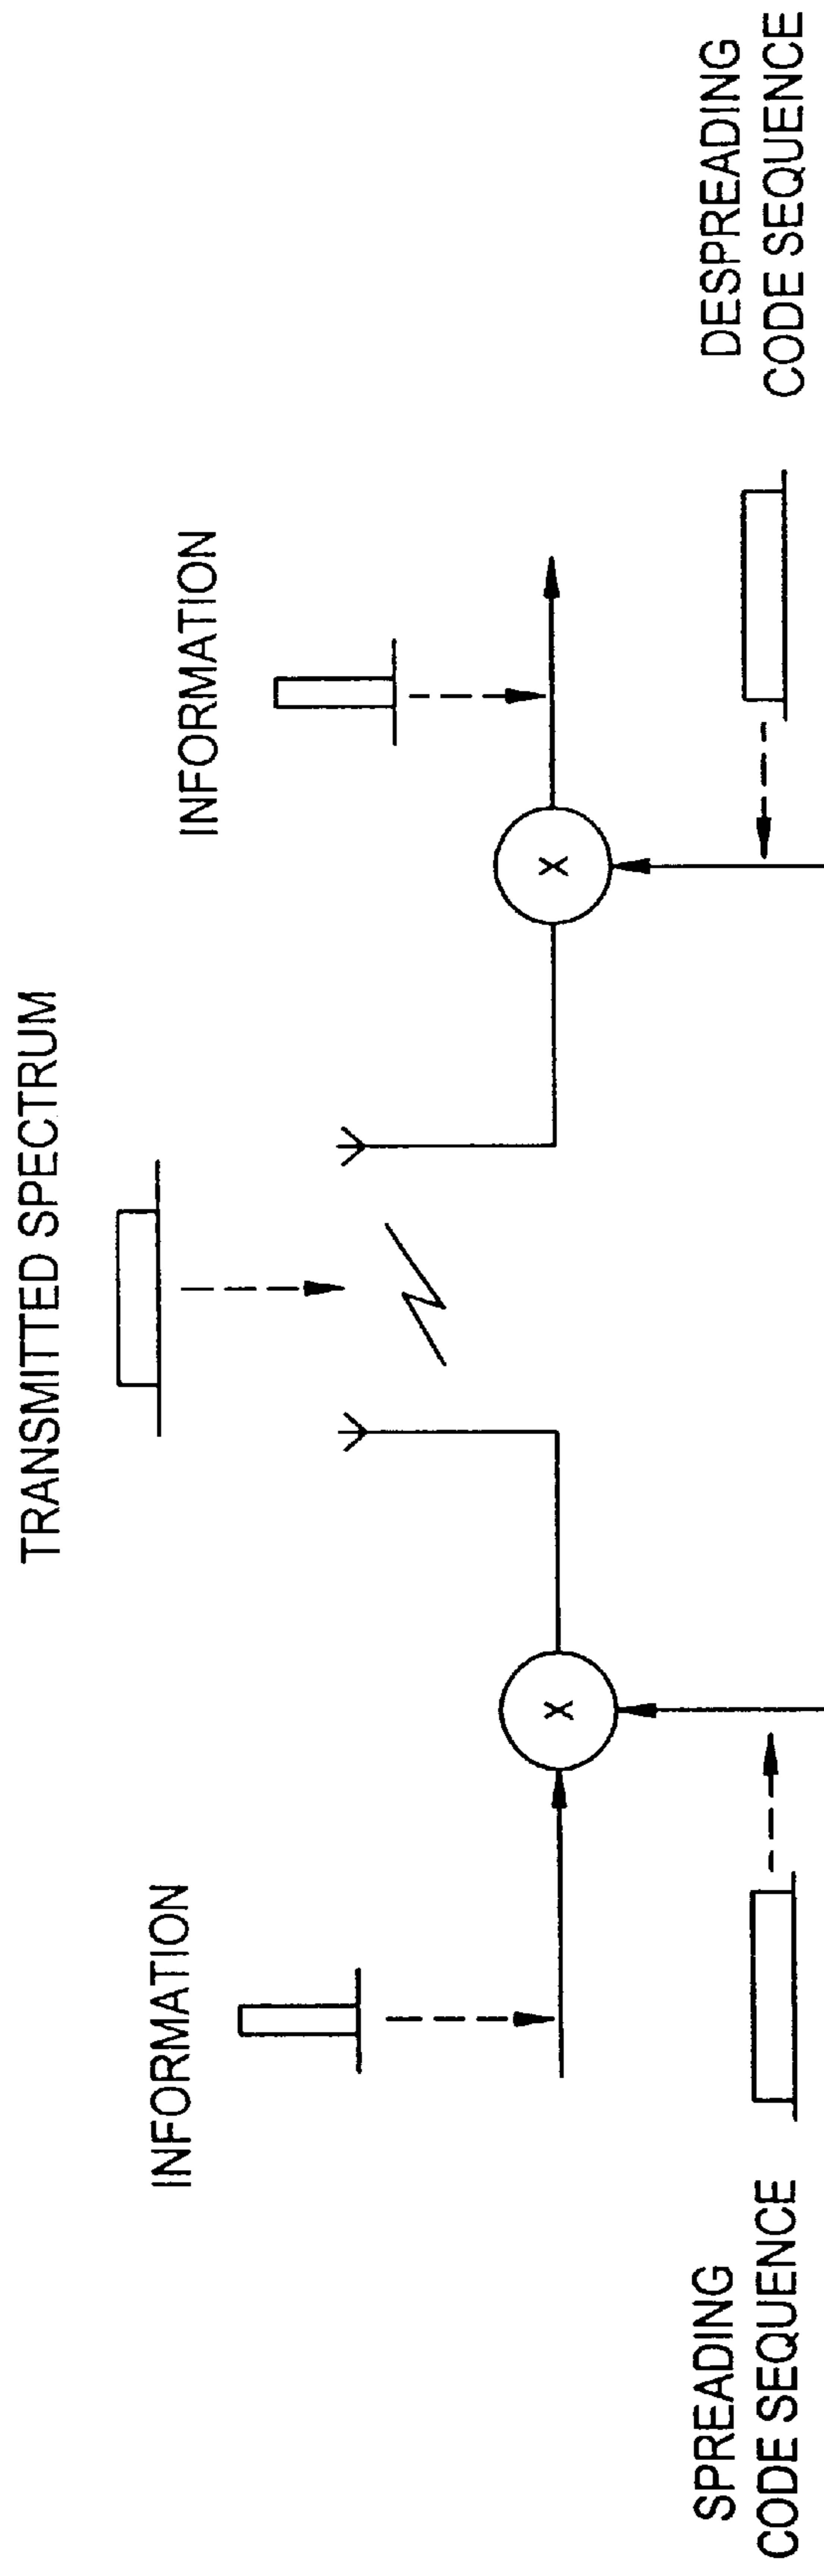 TRANSMITTED SPECTRUM
INFORMATION
INFORMATION
X
X
SPREADING
CODE SEQUENCE
DESPREADING
CODE SEQUENCE